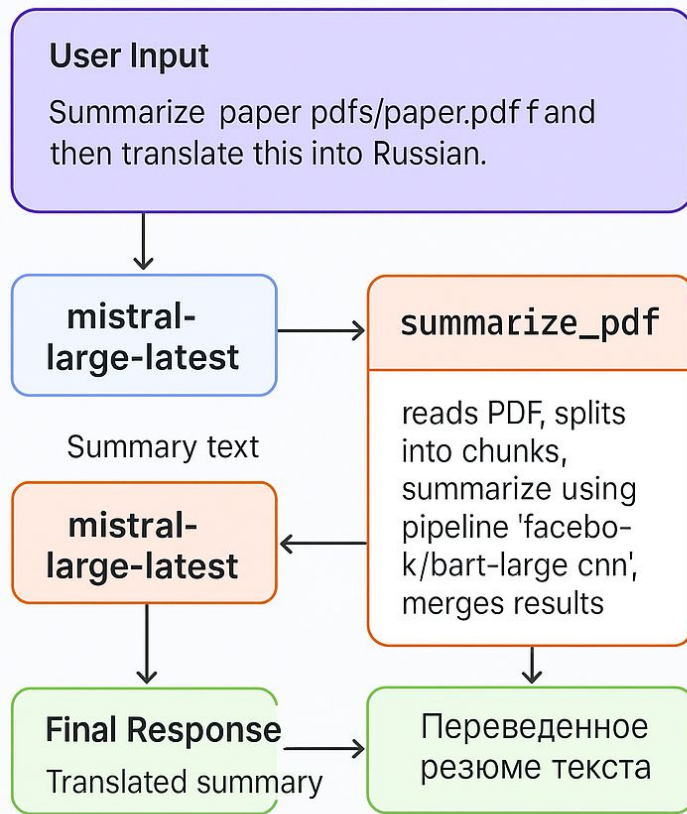 User Input
Summarize paper pdfs/paper.pdf f and
then translate this into Russian.
mistral-
large-latest
summarize_pdf
reads PDF, splits
into chunks,
summarize using
pipeline 'facebo-
k/bart-large cnn',
merges results
Summary text
mistral-
large-latest
Final Response
Translated summary
Переведенное
резюме текста